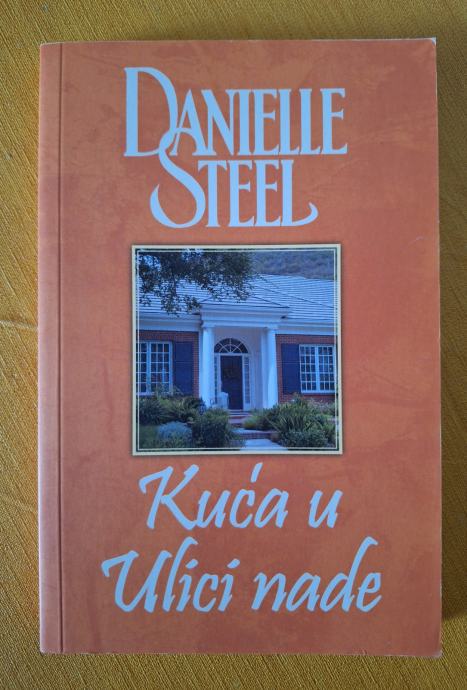 DANIELLE
STEEL
Kuća u
Ulici nade